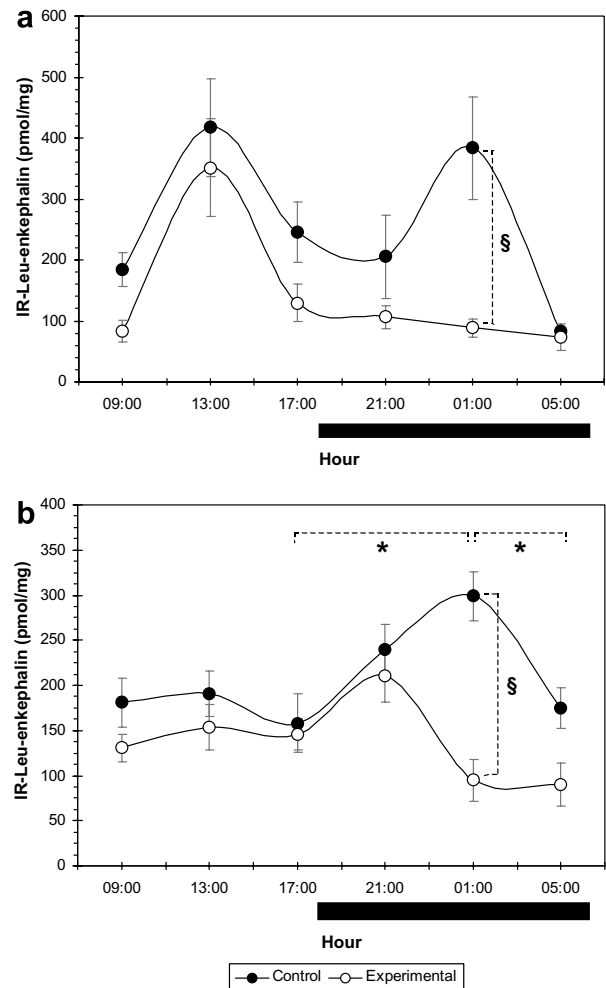 a
600
500
400
300
200
100
0
IR-Leu-enkephalin (pmol/mg)
§
09:00 13:00 17:00 21:00 01:00 05:00
Hour
b
400
350
300
250
200
150
100
50
0
IR-Leu-enkephalin (pmol/mg)
* *
§
09:00 13:00 17:00 21:00 01:00 05:00
Hour
Control Experimental